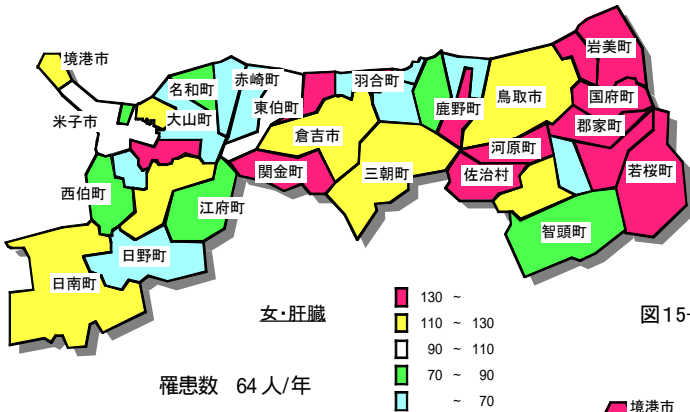 岩美町
境港市
赤崎町
羽合町
名和町
国府町
鳥取市
東伯町
鹿野町
米子市
大山町
郡家町
倉吉市
河原町
関金町
三朝町
佐治村
若桜町
西伯町
江府町
智頭町
日野町
日南町
女・肝臓
130 ~
110 ~ 130
90 ~ 110
70 ~ 90
~ 70
図15-
罹患数 64人/年
境港市